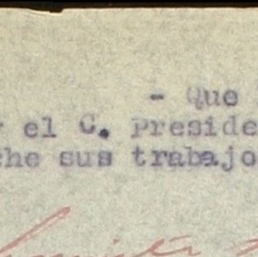 - Que
y el C. Preside
che sus trabajo